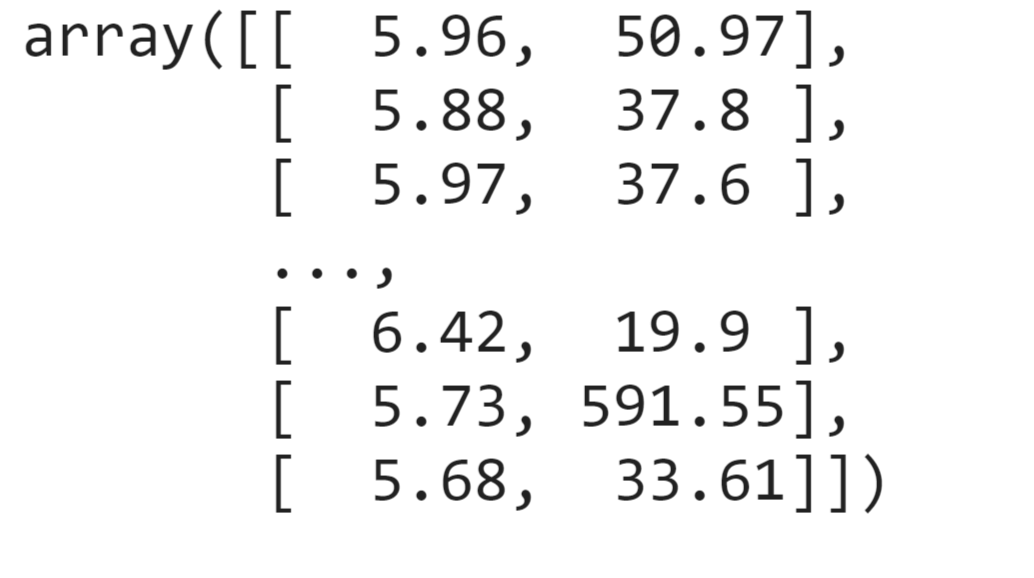 array([[  5.96,  50.97],
       [  5.88,  37.8 ],
       [  5.97,  37.6 ],
       ...,
       [  6.42,  19.9 ],
       [  5.73, 591.55],
       [  5.68,  33.61]])